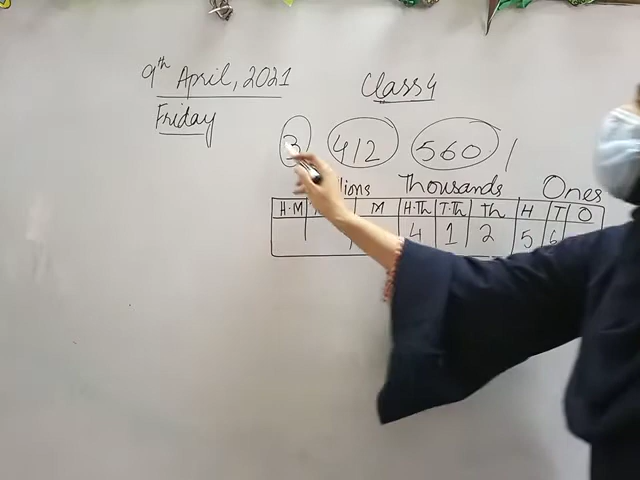 9th April, 2021 Class 4
Friday
3 412 560
Thousands Ones
H.M M H.Th T.Th Th H T O
4 1 2 5 6